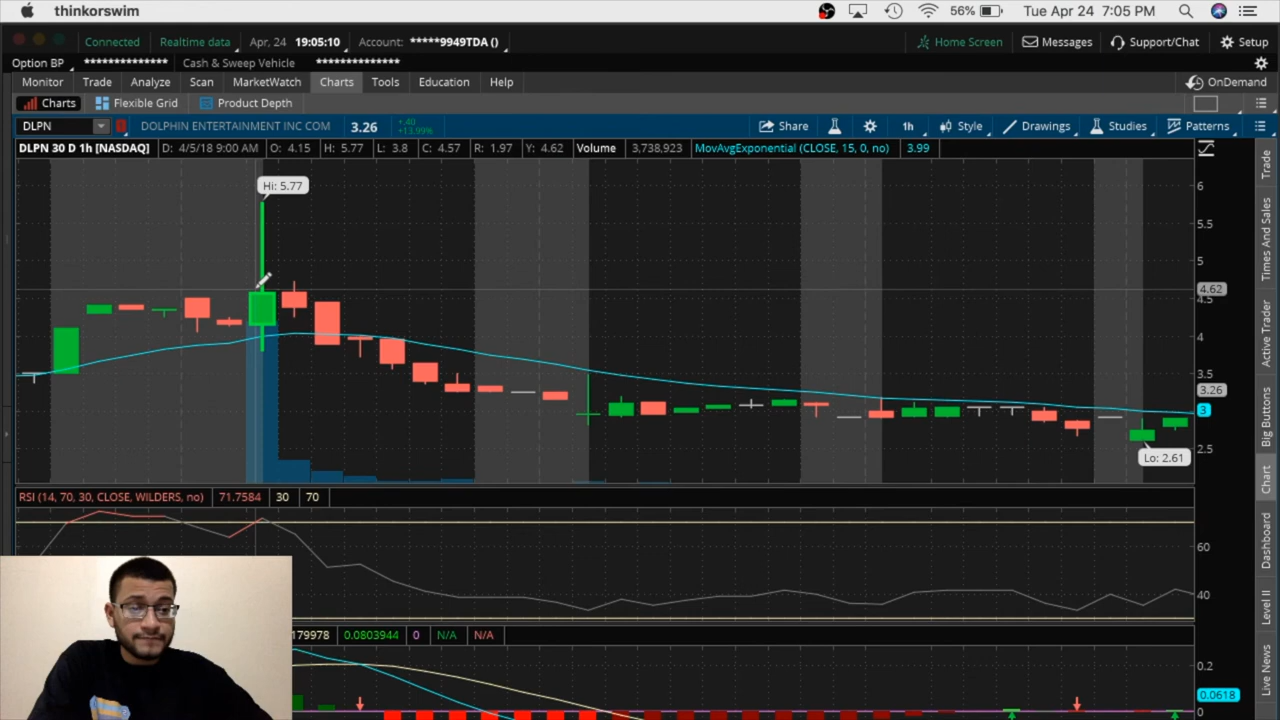 thinkorswim 56% Tue Apr 24 7:05 PM
Connected Realtime data Apr, 24 19:05:10 Account: *****9949TDA () Home Screen Messages Support/Chat Setup
Option BP ************** Cash & Sweep Vehicle **************
Monitor Trade Analyze Scan MarketWatch Charts Tools Education Help OnDemand
Charts Flexible Grid Product Depth
DLPN DOLPHIN ENTERTAINMENT INC COM 3.26 +.40 +13.99% Share 1h Style Drawings Studies Patterns
DLPN 30 D 1h [NASDAQ] D: 4/5/18 9:00 AM O: 4.15 H: 5.77 L: 3.8 C: 4.57 R: 1.97 Y: 4.62 Volume 3,738,923 MovAvgExponential (CLOSE, 15, 0, no) 3.99
Hi: 5.77
6
5.5
5
4.62
4.5
4
3.5
3.26
3
2.5
Lo: 2.61
RSI (14, 70, 30, CLOSE, WILDERS, no) 71.7584 30 70
60
40
179978 0.0803944 0 N/A N/A
0.2
0.0618
0
Trade
Times And Sales
Active Trader
Big Buttons
Chart
Dashboard
Level II
Live News